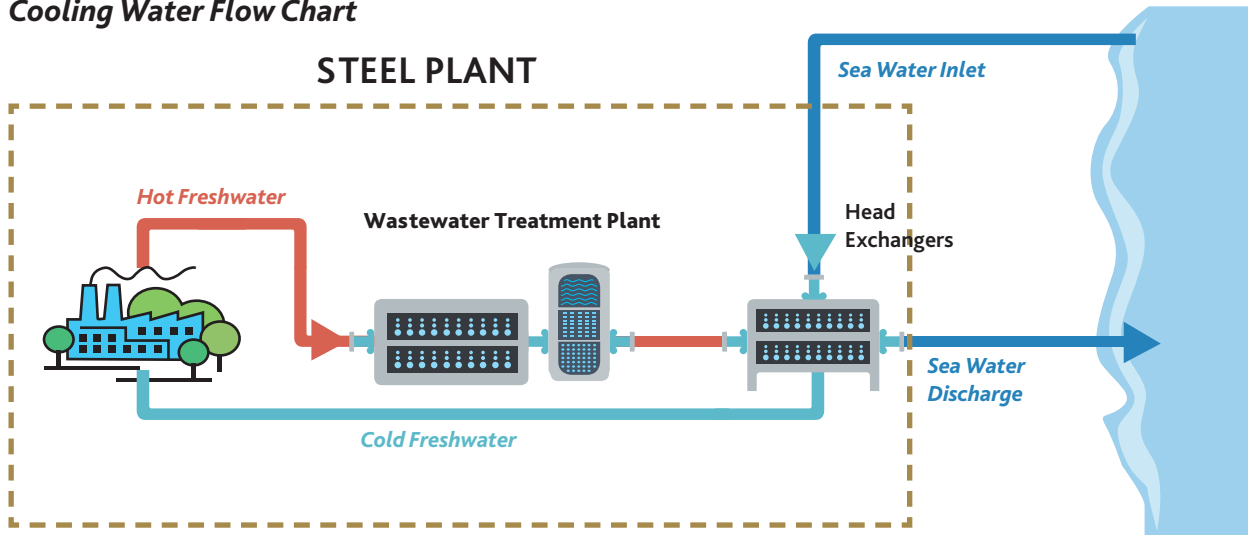 Cooling Water Flow Chart
STEEL PLANT
Sea Water Inlet
Hot Freshwater
Wastewater Treatment Plant
Head
Exchangers
Sea Water
Discharge
Cold Freshwater